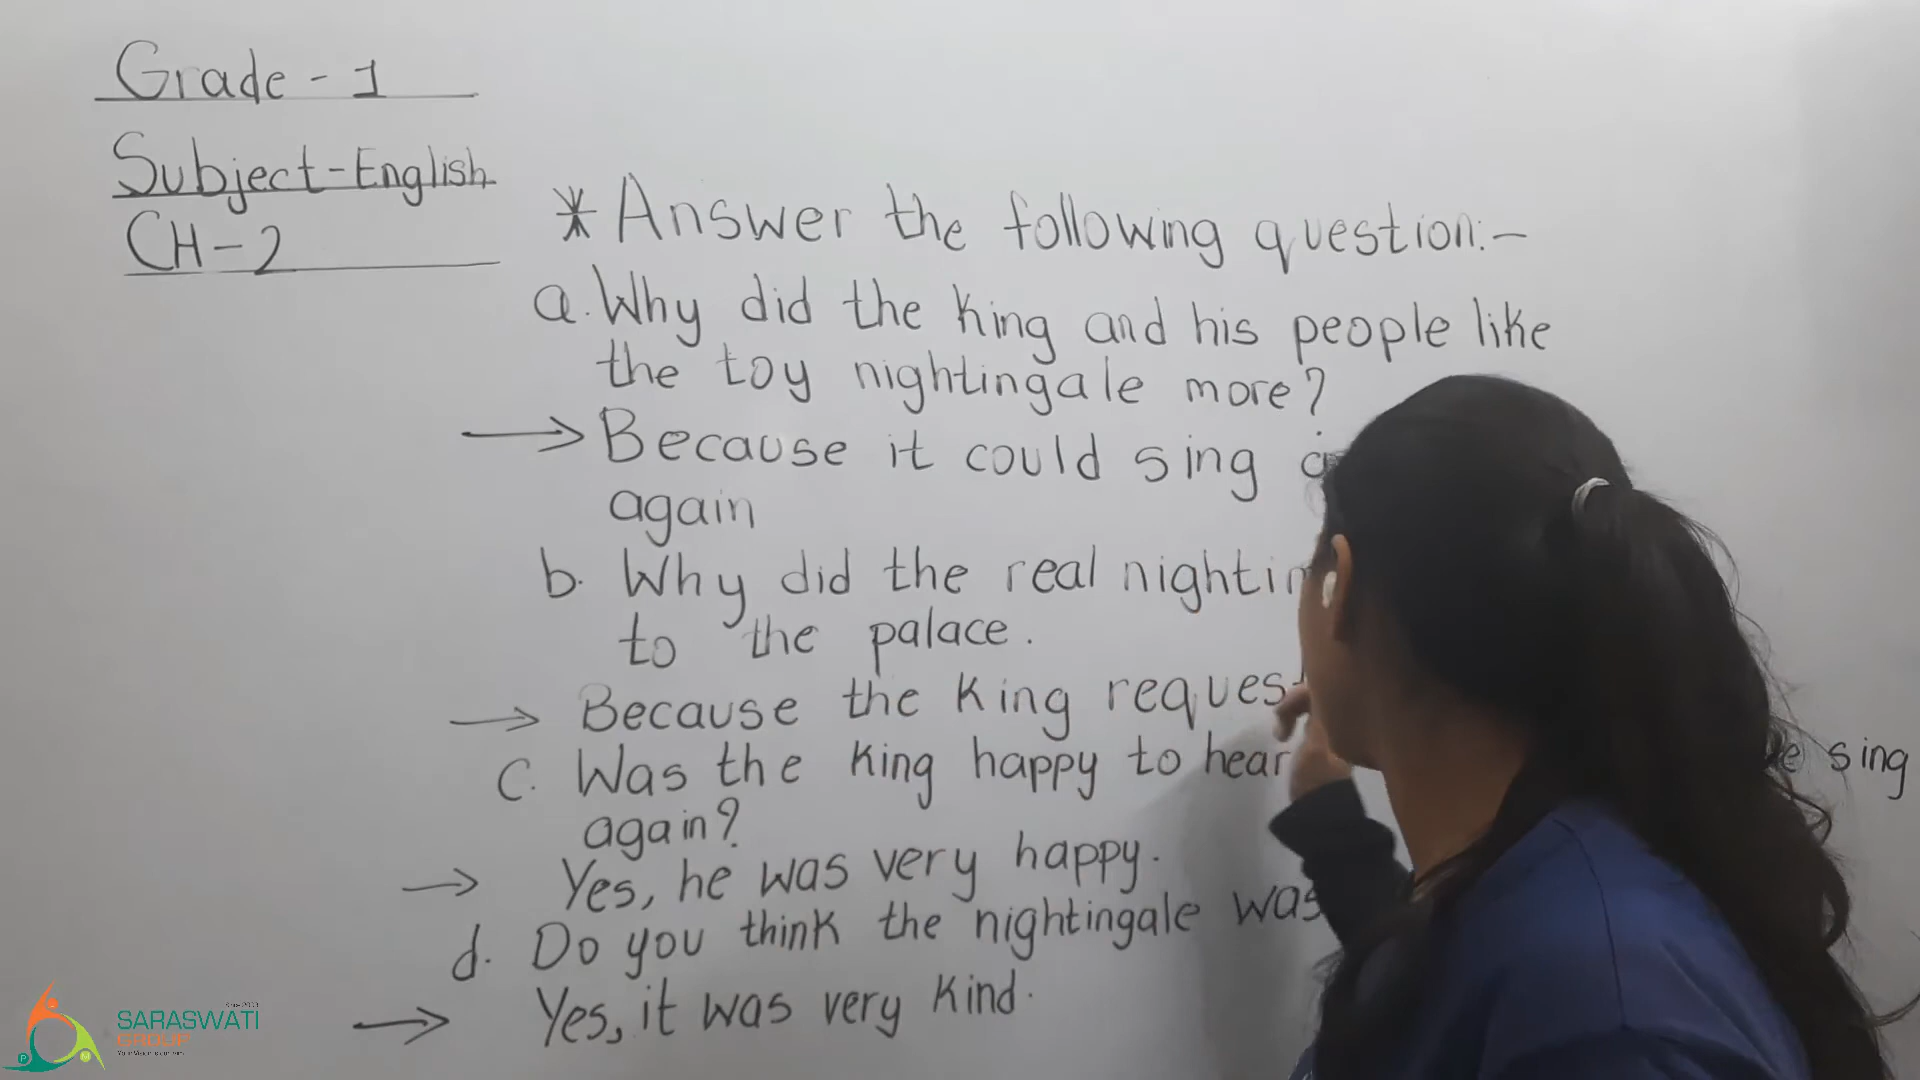 Grade - 1
Subject - English
CH - 2
* Answer the following question:-
a. Why did the King and his people like
the toy nightingale more?
→ Because it could sing
again
b. Why did the real
to the palace.
→ Because the King
c. Was the King happy to hear sing
again?
→ Yes, he was very happy.
d. Do you think the nightingale was
→ Yes, it was very kind.
SARASWATI
GROUP